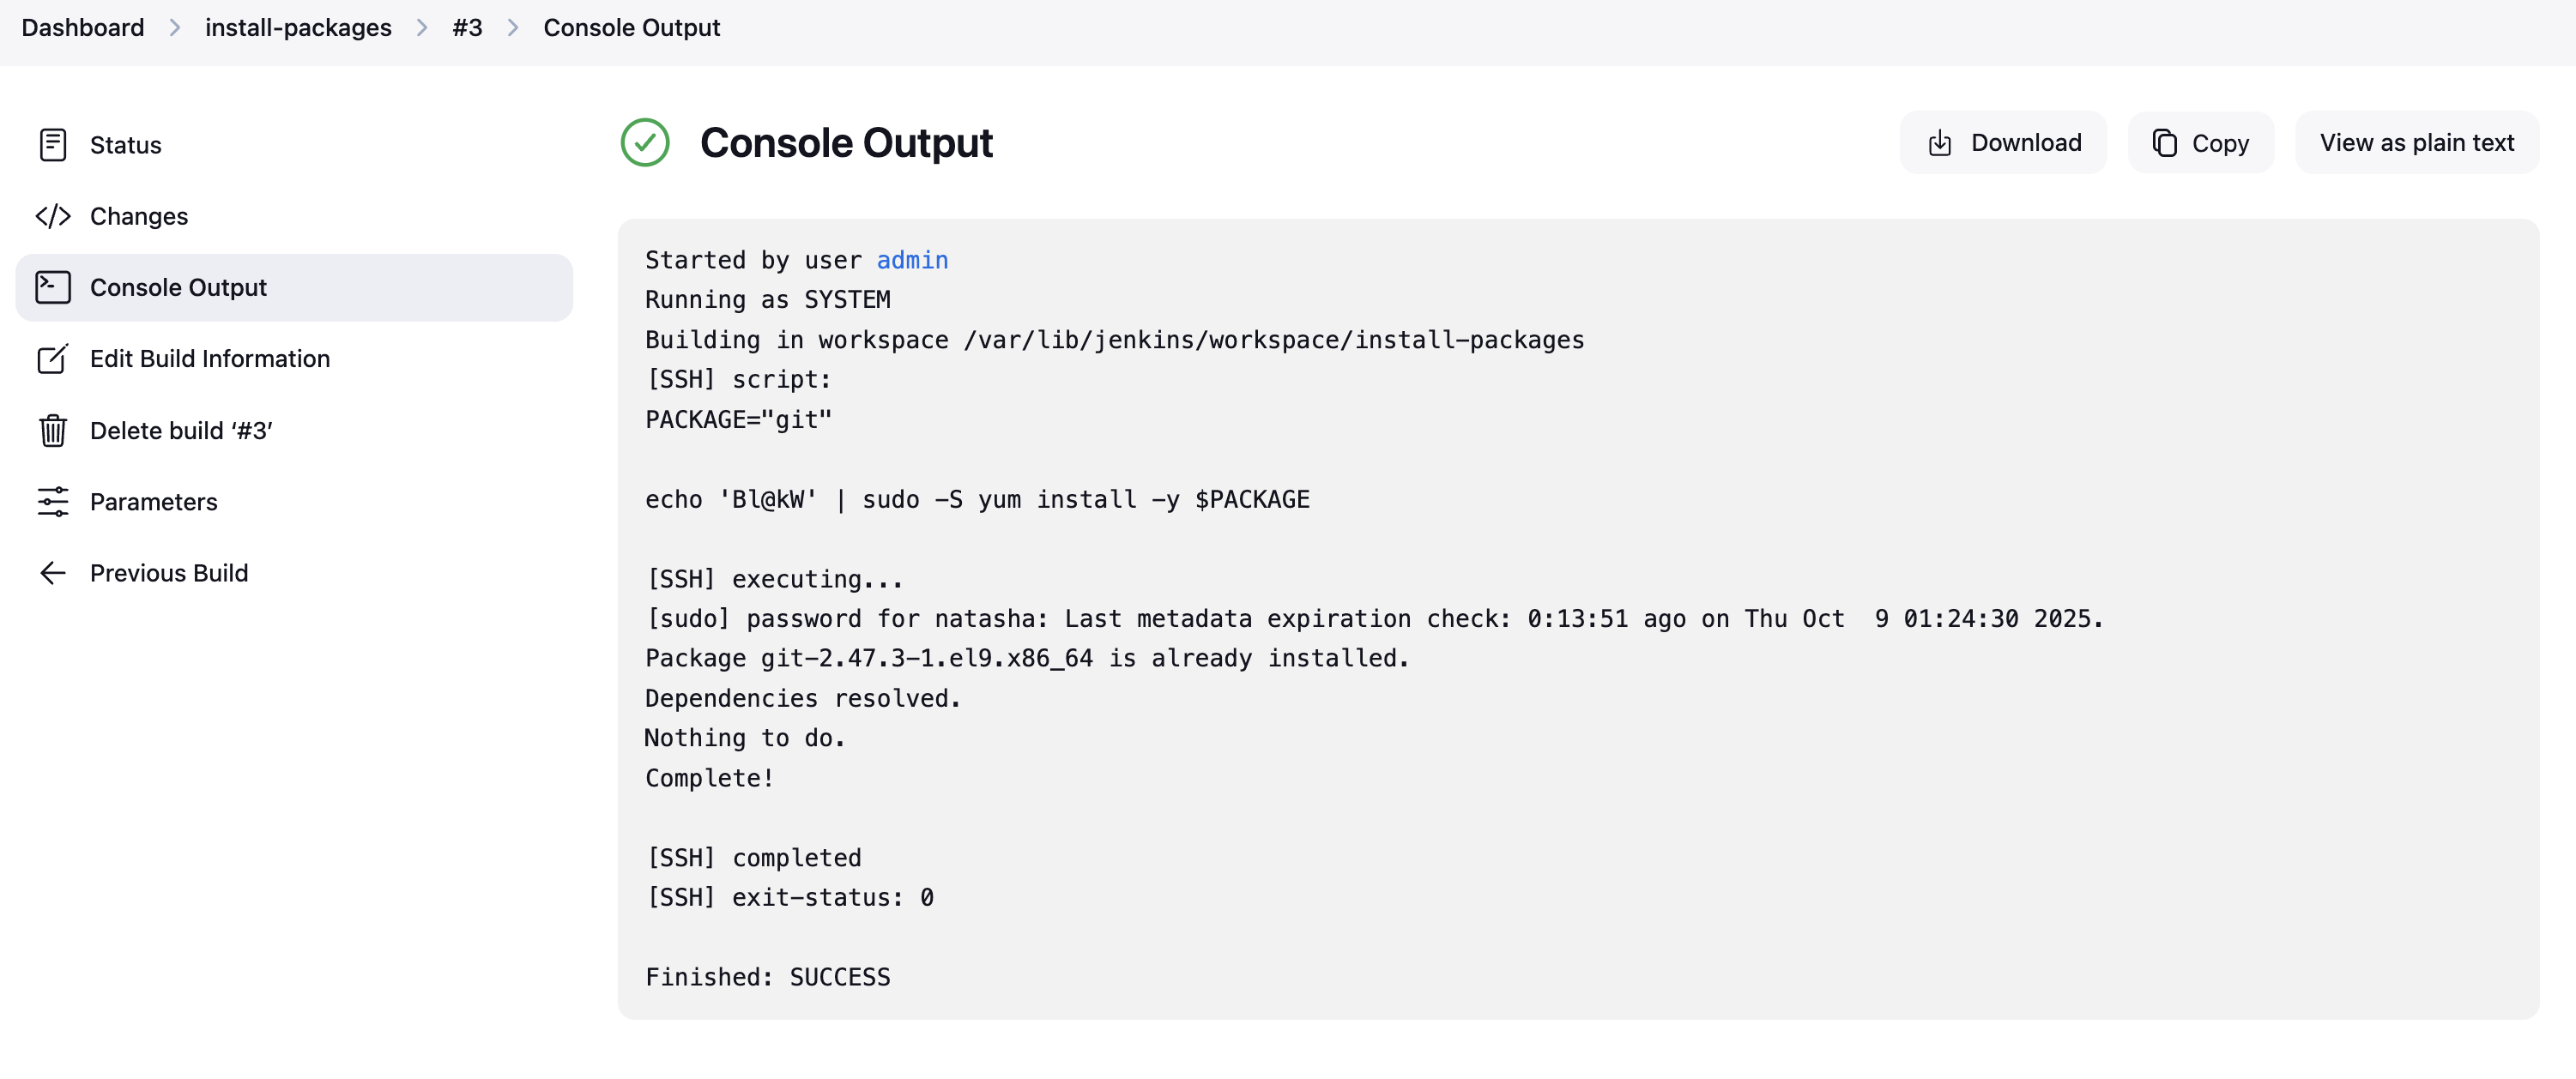 Dashboard > install-packages > #3 > Console Output
Status
Changes
Console Output
Edit Build Information
Delete build ‘#3’
Parameters
Previous Build
Console Output
Download
Copy
View as plain text
Started by user admin
Running as SYSTEM
Building in workspace /var/lib/jenkins/workspace/install-packages
[SSH] script:
PACKAGE="git"

echo 'Bl@kW' | sudo -S yum install -y $PACKAGE

[SSH] executing...
[sudo] password for natasha: Last metadata expiration check: 0:13:51 ago on Thu Oct  9 01:24:30 2025.
Package git-2.47.3-1.el9.x86_64 is already installed.
Dependencies resolved.
Nothing to do.
Complete!

[SSH] completed
[SSH] exit-status: 0

Finished: SUCCESS